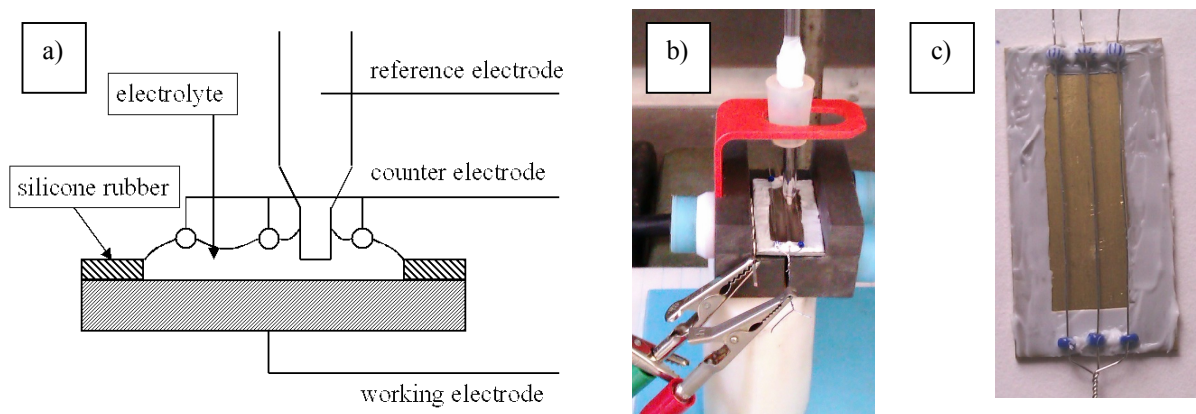 a)
reference electrode
electrolyte
counter electrode
silicone rubber
working electrode
b)
c)